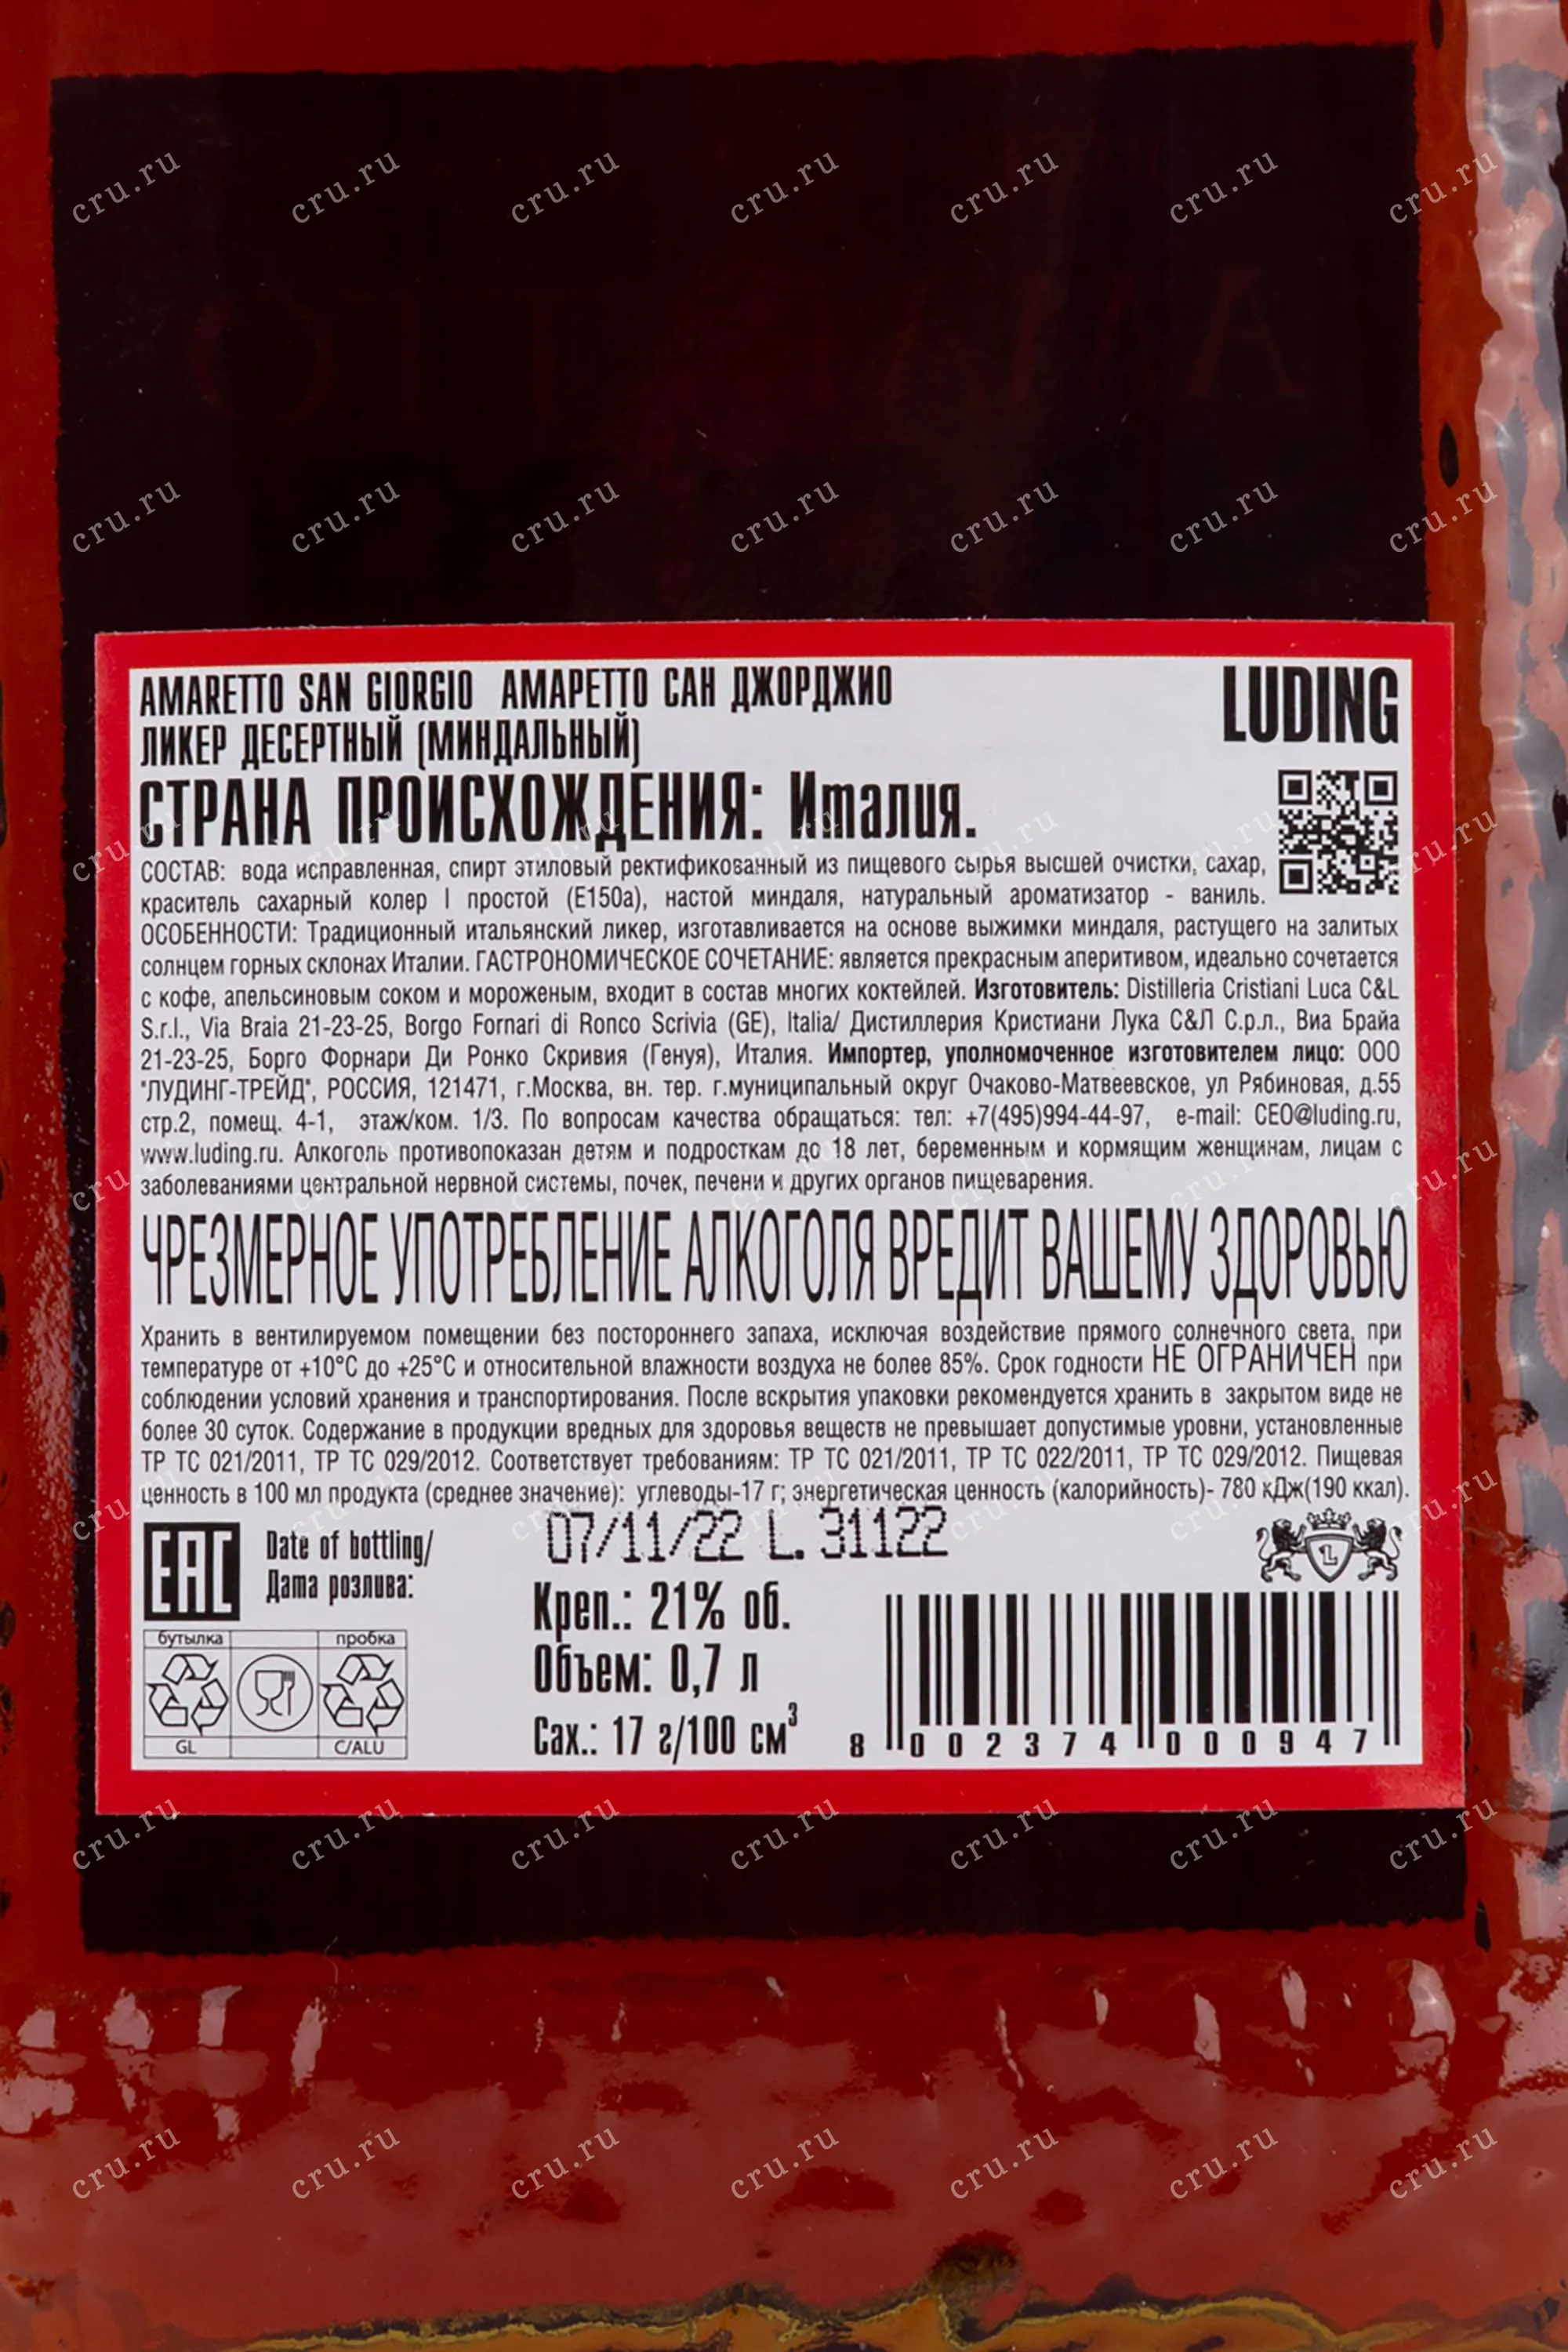 AMARETTO SAN GIORGIO АМАРЕТТО САН ДЖОРДЖИО
ЛИКЕР ДЕСЕРТНЫЙ (МИНДАЛЬНЫЙ)
LUDING
СТРАНА ПРОИСХОЖДЕНИЯ: Италия.
СОСТАВ: вода исправленная, спирт этиловый ректификованный из пищевого сырья высшей очистки, сахар,
краситель сахарный колер I простой (Е150а), настой миндаля, натуральный ароматизатор - ваниль.
ОСОБЕННОСТИ: Традиционный итальянский ликер, изготавливается на основе выжимки миндаля, растущего на залитых
солнцем горных склонах Италии. ГАСТРОНОМИЧЕСКОЕ СОЧЕТАНИЕ: является прекрасным аперитивом, идеально сочетается
с кофе, апельсиновым соком и мороженым, входит в состав многих коктейлей. Изготовитель: Distilleria Cristiani Luca C&L
S.r.l., Via Braia 21-23-25, Borgo Fornari di Ronco Scrivia (GE), Italia/ Дистиллерия Кристиани Лука С&Л С.р.л., Виа Брайа
21-23-25, Борго Форнари Ди Ронко Скривия (Генуя), Италия. Импортер, уполномоченное изготовителем лицо: ООО
"ЛУДИНГ-ТРЕЙД", РОССИЯ, 121471, г.Москва, вн. тер. г.муниципальный округ Очаково-Матвеевское, ул Рябиновая, д.55
стр.2, помещ. 4-1, этаж/ком. 1/3. По вопросам качества обращаться: тел: +7(495)994-44-97, e-mail: CEO@luding.ru,
www.luding.ru. Алкоголь противопоказан детям и подросткам до 18 лет, беременным и кормящим женщинам, лицам с
заболеваниями центральной нервной системы, почек, печени и других органов пищеварения.
ЧРЕЗМЕРНОЕ УПОТРЕБЛЕНИЕ АЛКОГОЛЯ ВРЕДИТ ВАШЕМУ ЗДОРОВЬЮ
Хранить в вентилируемом помещении без постороннего запаха, исключая воздействие прямого солнечного света, при
температуре от +10°С до +25°С и относительной влажности воздуха не более 85%. Срок годности НЕ ОГРАНИЧЕН при
соблюдении условий хранения и транспортирования. После вскрытия упаковки рекомендуется хранить в закрытом виде не
более 30 суток. Содержание в продукции вредных для здоровья веществ не превышает допустимые уровни, установленные
ТР ТС 021/2011, ТР ТС 029/2012. Соответствует требованиям: ТР ТС 021/2011, ТР ТС 022/2011, ТР ТС 029/2012. Пищевая
ценность в 100 мл продукта (среднее значение): углеводы-17 г; энергетическая ценность (калорийность)- 780 кДж(190 ккал).
EAC
Date of bottling/
Дата розлива:
07/11/22 L. 31122
L
Креп.: 21% об.
Объем: 0,7 л
Сах.: 17 г/100 см³
бутылка пробка
GL C/ALU
8 002374 000947
cru.ru